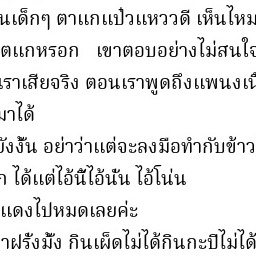 นเด็กๆ ตาแกแป๋วแหววดี เห็นไหม
ตแกหรอก เขาตอบอย่างไม่สนใจ
เราเสียจริง ตอนเราพูดถึงแพนงเนื
มาได้
ยังงั้น อย่าว่าแต่จะลงมือทำกับข้าว
ก ได้แต่ไอ้นี่ไอ้นั่น ไอ้โน่น
แดงไปหมดเลยค่ะ
าฝรั่งมั้ง กินเผ็ดไม่ได้กินกะปิไม่ได้